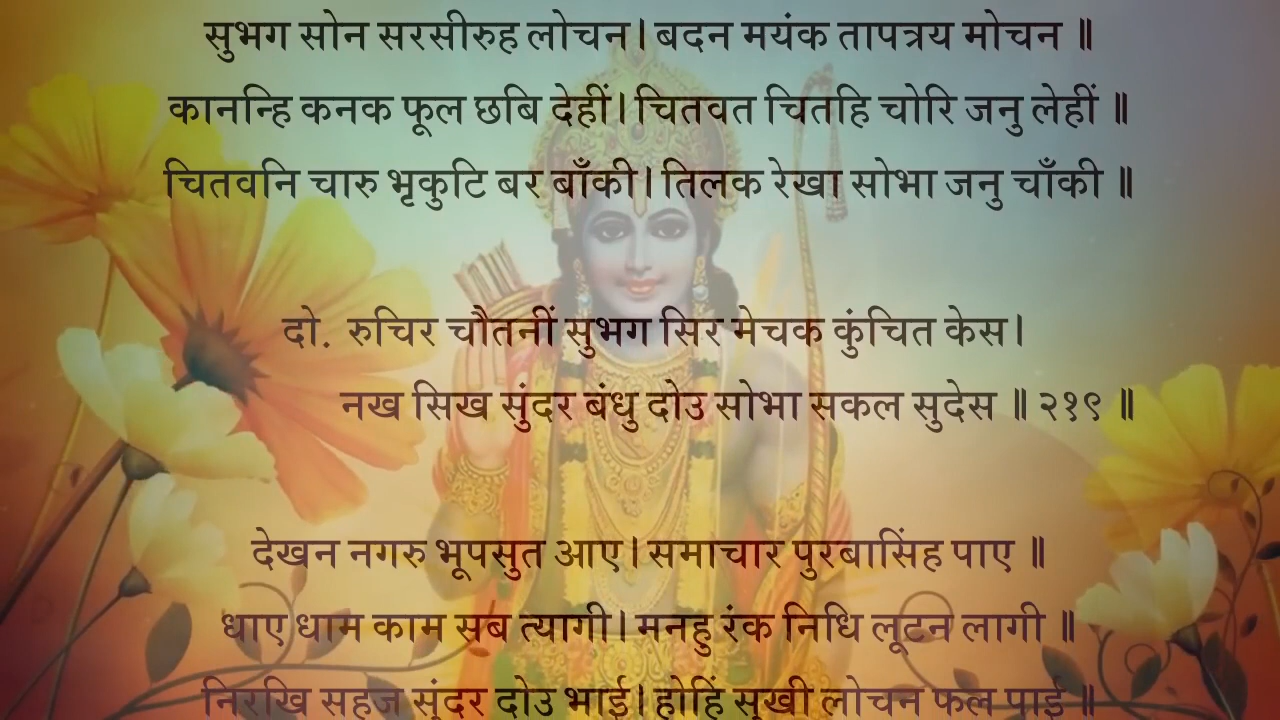 सुभग सोन सरसीरुह लोचन। बदन मयंक तापत्रय मोचन ॥
कानन्हि कनक फूल छबि देहीं। चितवत चितहि चोरि जनु लेहीं ॥
चितवनि चारु भृकुटि बर बाँकी। तिलक रेखा सोभा जनु चाँकी ॥
दो. रुचिर चौतनीं सुभग सिर मेचक कुंचित केस।
नख सिख सुंदर बंधु दोउ सोभा सकल सुदेस ॥ २१९ ॥
देखन नगरु भूपसुत आए। समाचार पुरबासिंह पाए ॥
धाए धाम काम सब त्यागी। मनहु रंक निधि लूटन लागी ॥
निरखि सहज सुंदर दोउ भाई। होहिं सुखी लोचन फल पाई ॥